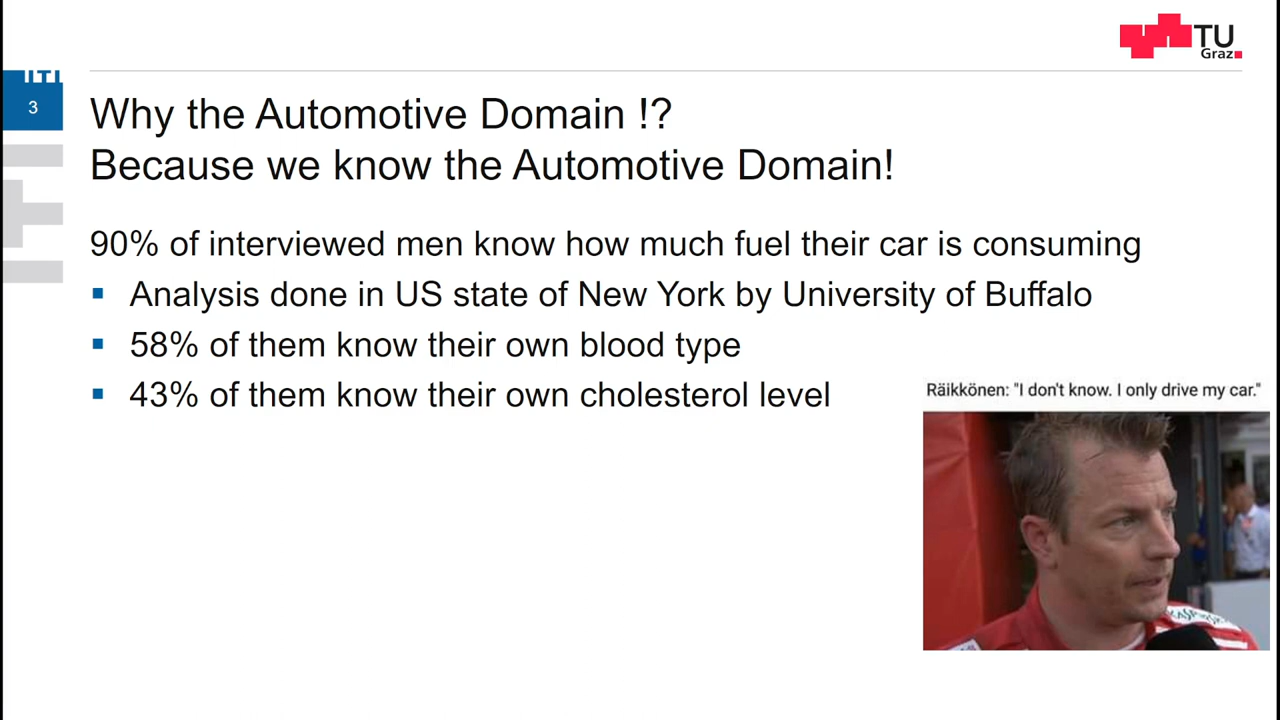 TU
Graz
3
Why the Automotive Domain !?
Because we know the Automotive Domain!
90% of interviewed men know how much fuel their car is consuming
▪ Analysis done in US state of New York by University of Buffalo
▪ 58% of them know their own blood type
▪ 43% of them know their own cholesterol level
Räikkönen: "I don't know. I only drive my car."